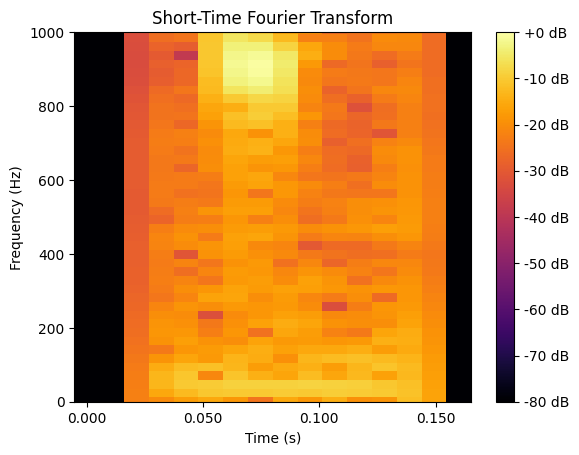 Short-Time Fourier Transform
1000
800
600
400
200
0
Frequency (Hz)
0.000
0.050
0.100
0.150
Time (s)
+0 dB
-10 dB
-20 dB
-30 dB
-40 dB
-50 dB
-60 dB
-70 dB
-80 dB